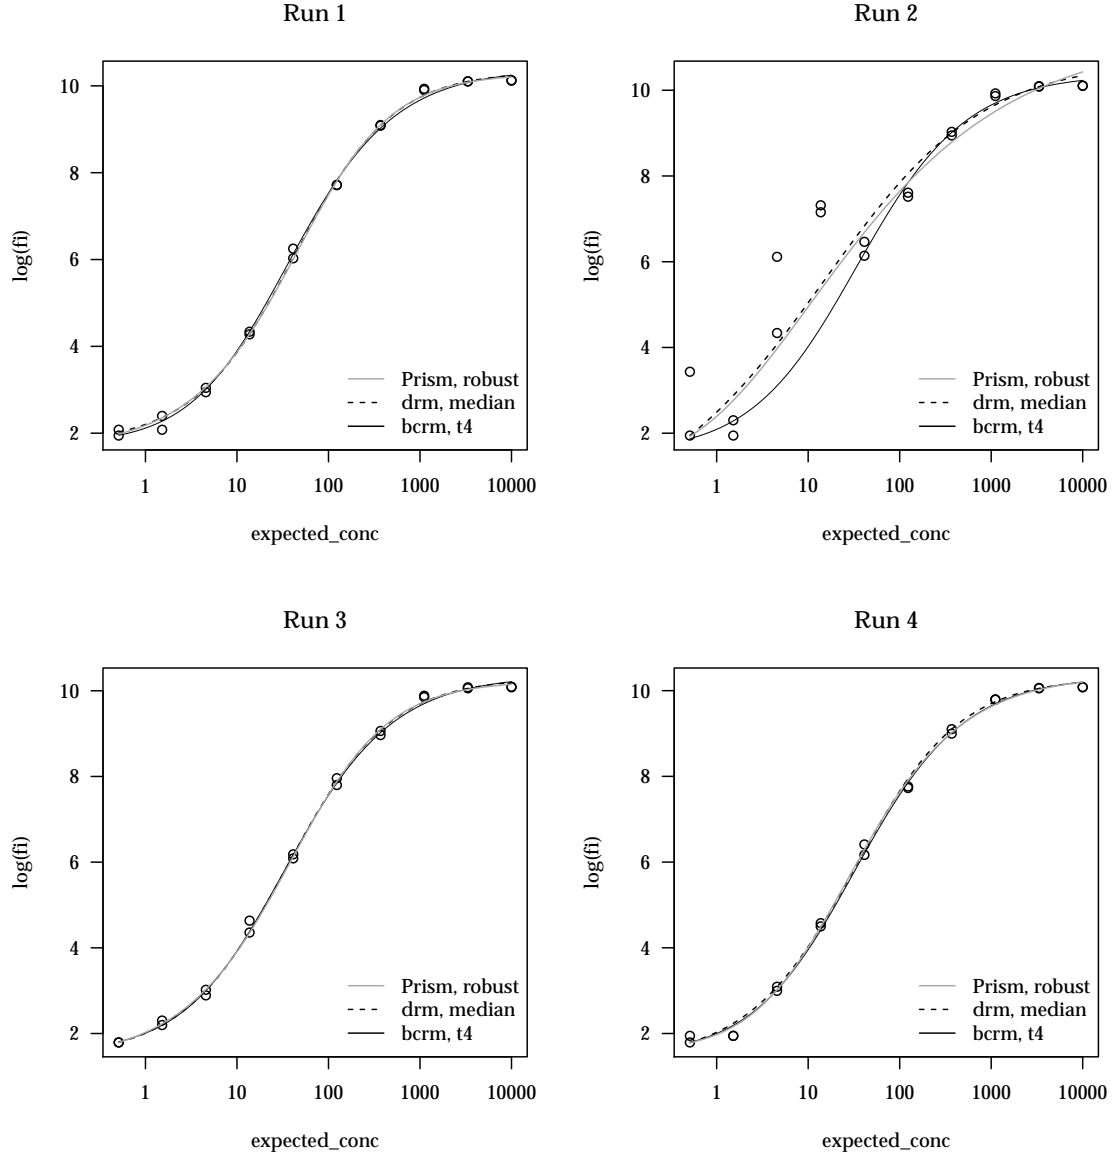 Run 1
10
8
6
4
2
log(fi)
Prism, robust
drm, median
bcrm, t4
1 10 100 1000 10000
expected_conc
Run 2
10
8
6
4
2
log(fi)
Prism, robust
drm, median
bcrm, t4
1 10 100 1000 10000
expected_conc
Run 3
10
8
6
4
2
log(fi)
Prism, robust
drm, median
bcrm, t4
1 10 100 1000 10000
expected_conc
Run 4
10
8
6
4
2
log(fi)
Prism, robust
drm, median
bcrm, t4
1 10 100 1000 10000
expected_conc